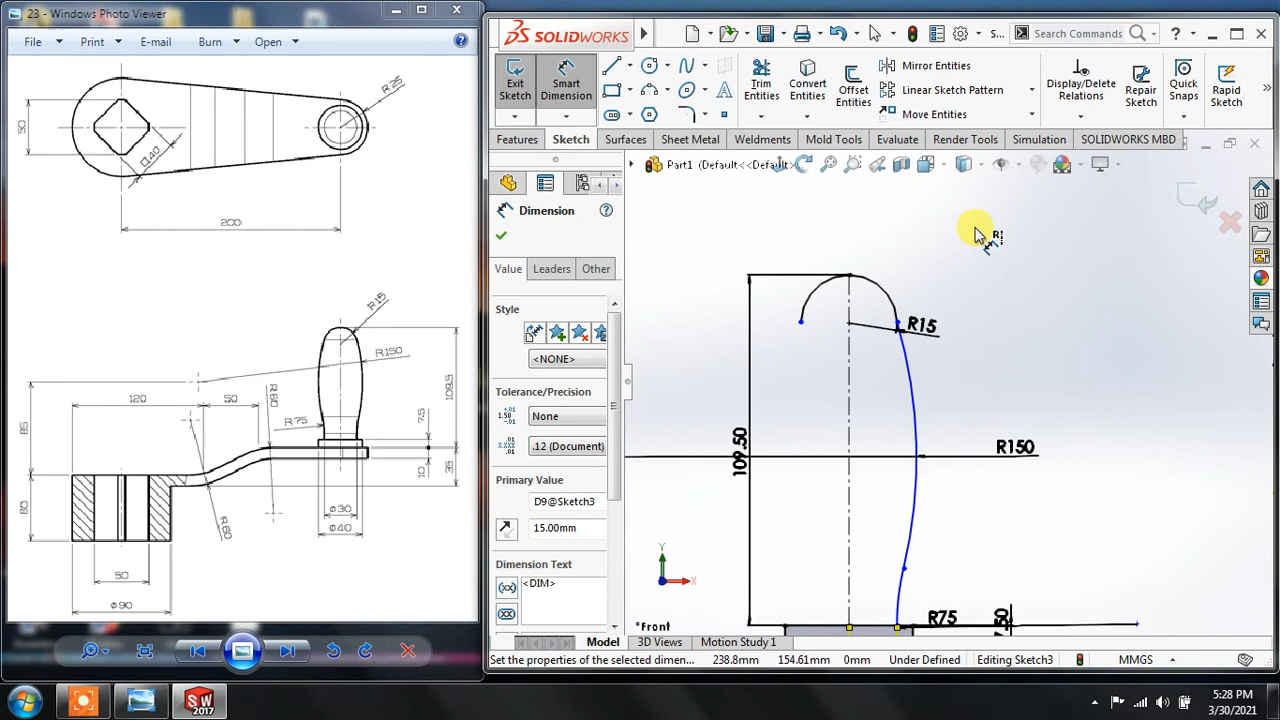 23 - Windows Photo Viewer
File Print E-mail Burn Open
R25
50
□40
200
R15
R150
120 50 R60
R75
109.5
7.5
85
10
35
60
R60
ø30
ø40
50
ø90
SOLIDWORKS S... Search Commands ?
Exit Sketch
Smart Dimension
Trim Entities
Convert Entities
Offset Entities
Mirror Entities
Linear Sketch Pattern
Move Entities
Display/Delete Relations
Repair Sketch
Quick Snaps
Rapid Sketch
Features Sketch Surfaces Sheet Metal Weldments Mold Tools Evaluate Render Tools Simulation SOLIDWORKS MBD
Part1 (Default<<Default
Dimension
Value Leaders Other
Style
<NONE>
Tolerance/Precision
None
.12 (Document)
Primary Value
D9@Sketch3
15.00mm
Dimension Text
<DIM>
R15
R150
109.50
R75
*Front
Y
X
Model 3D Views Motion Study 1
Set the properties of the selected dimen... 238.8mm 154.61mm 0mm Under Defined Editing Sketch3 MMGS
SW 2017
5:28 PM
3/30/2021